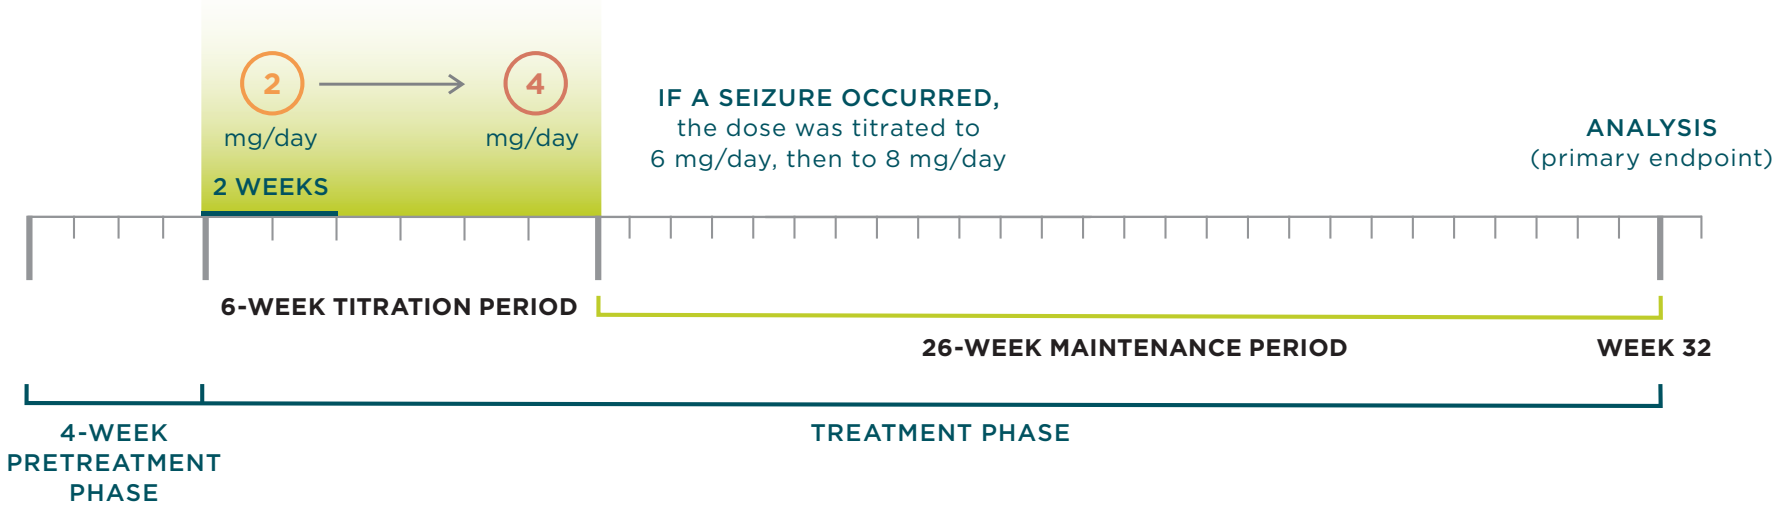 2
4
mg/day
mg/day
2 WEEKS
IF A SEIZURE OCCURRED,
the dose was titrated to
6 mg/day, then to 8 mg/day
ANALYSIS
(primary endpoint)
6-WEEK TITRATION PERIOD
26-WEEK MAINTENANCE PERIOD
WEEK 32
4-WEEK
PRETREATMENT
PHASE
TREATMENT PHASE